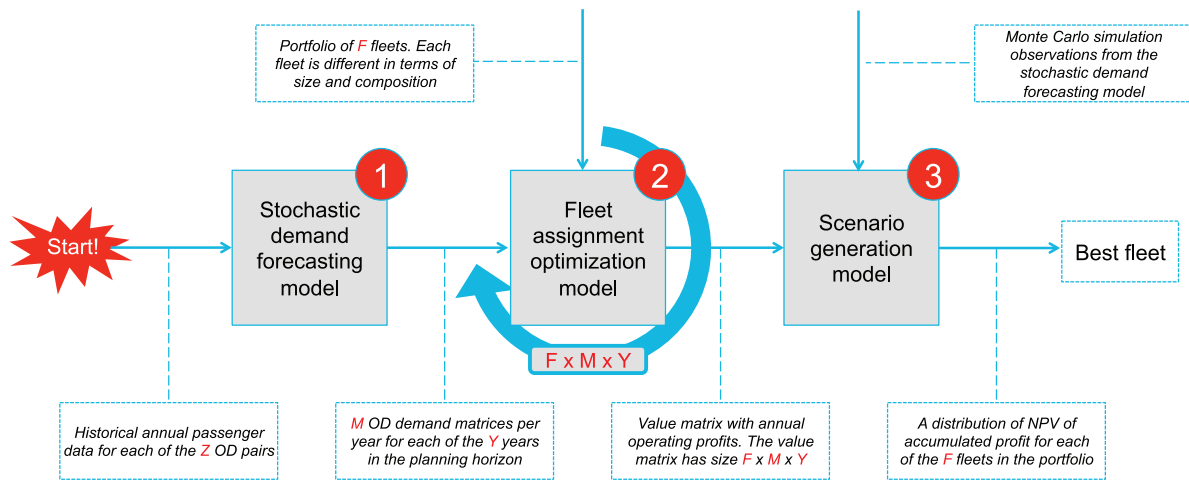 Portfolio of F fleets. Each
fleet is different in terms of
size and composition
Monte Carlo simulation
observations from the
stochastic demand
forecasting model
1
2
3
Start!
Stochastic
demand
forecasting
model
Fleet
assignment
optimization
model
Scenario
generation
model
Best fleet
F x M x Y
Historical annual passenger
data for each of the Z OD pairs
M OD demand matrices per
year for each of the Y years
in the planning horizon
Value matrix with annual
operating profits. The value
matrix has size F x M x Y
A distribution of NPV of
accumulated profit for each
of the F fleets in the portfolio